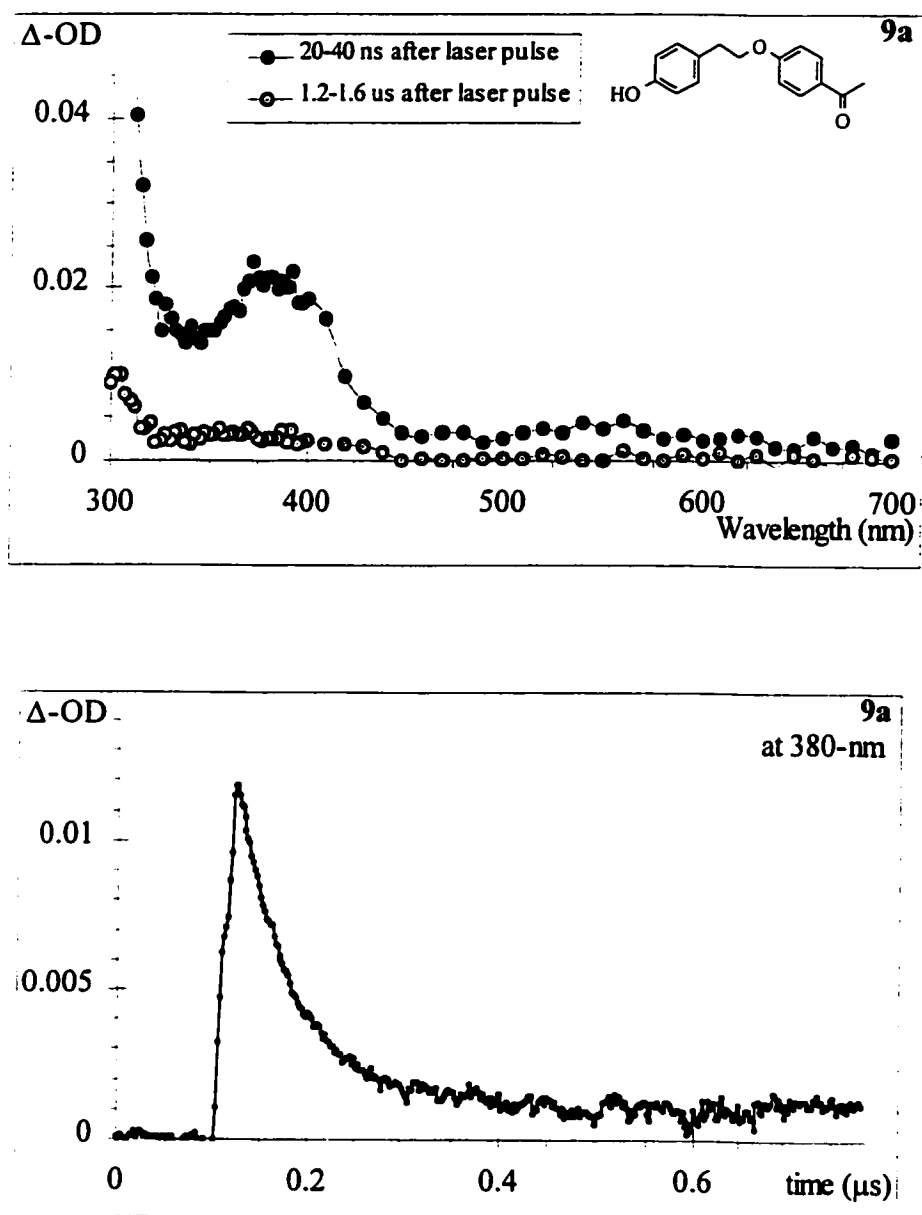 Δ-OD
9a
20-40 ns after laser pulse
1.2-1.6 us after laser pulse
HO
O
O
0.04
0.02
0
300
400
500
600
700
Wavelength (nm)
Δ-OD
9a
at 380-nm
0.01
0.005
0
0
0.2
0.4
0.6
time (μs)